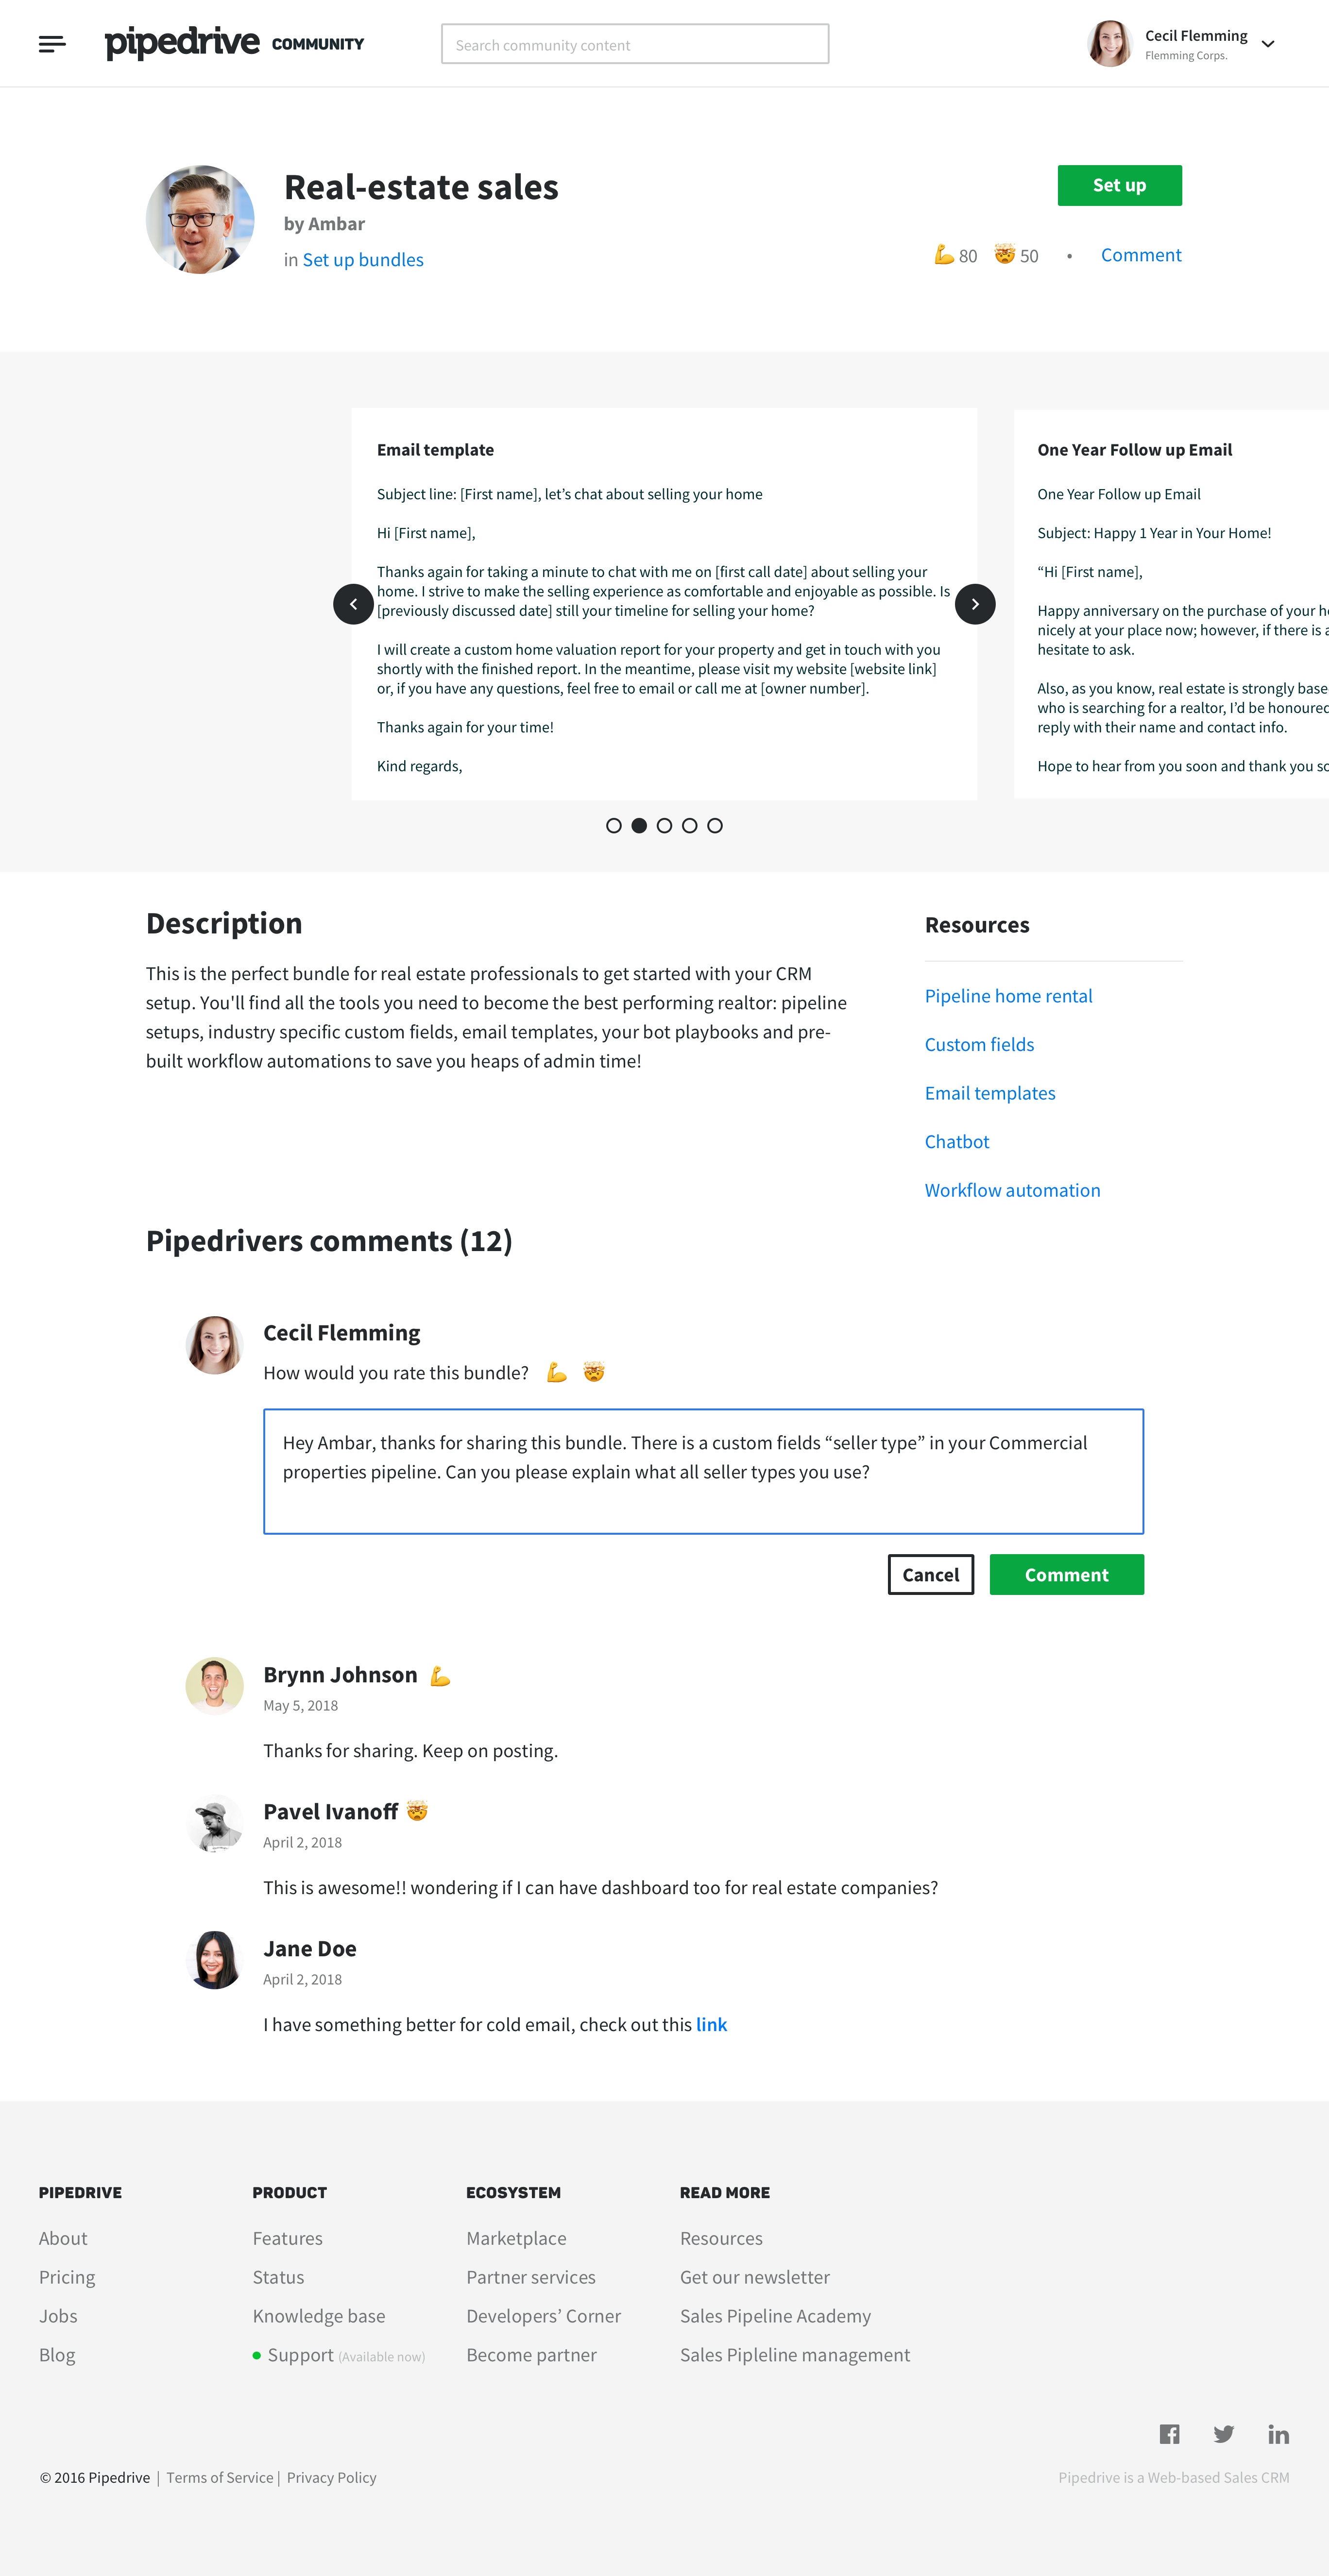 pipedrive COMMUNITY
Search community content
Cecil Flemming
Flemming Corps.
Real-estate sales
by Ambar
in Set up bundles
Set up
80 50 • Comment
Email template
Subject line: [First name], let’s chat about selling your home
Hi [First name],
Thanks again for taking a minute to chat with me on [first call date] about selling your
home. I strive to make the selling experience as comfortable and enjoyable as possible. Is
[previously discussed date] still your timeline for selling your home?
I will create a custom home valuation report for your property and get in touch with you
shortly with the finished report. In the meantime, please visit my website [website link]
or, if you have any questions, feel free to email or call me at [owner number].
Thanks again for your time!
Kind regards,
One Year Follow up Email
One Year Follow up Email
Subject: Happy 1 Year in Your Home!
“Hi [First name],
Happy anniversary on the purchase of your
nicely at your place now; however, if there is
hesitate to ask.
Also, as you know, real estate is strongly
who is searching for a realtor, I’d be
reply with their name and contact info.
Hope to hear from you soon and thank you
Description
This is the perfect bundle for real estate professionals to get started with your CRM
setup. You'll find all the tools you need to become the best performing realtor: pipeline
setups, industry specific custom fields, email templates, your bot playbooks and pre-
built workflow automations to save you heaps of admin time!
Resources
Pipeline home rental
Custom fields
Email templates
Chatbot
Workflow automation
Pipedrivers comments (12)
Cecil Flemming
How would you rate this bundle?
Hey Ambar, thanks for sharing this bundle. There is a custom fields “seller type” in your Commercial
properties pipeline. Can you please explain what all seller types you use?
Cancel
Comment
Brynn Johnson
May 5, 2018
Thanks for sharing. Keep on posting.
Pavel Ivanoff
April 2, 2018
This is awesome!! wondering if I can have dashboard too for real estate companies?
Jane Doe
April 2, 2018
I have something better for cold email, check out this link
PIPEDRIVE
About
Pricing
Jobs
Blog
PRODUCT
Features
Status
Knowledge base
Support (Available now)
ECOSYSTEM
Marketplace
Partner services
Developers’ Corner
Become partner
READ MORE
Resources
Get our newsletter
Sales Pipeline Academy
Sales Pipleline management
© 2016 Pipedrive | Terms of Service | Privacy Policy
Pipedrive is a Web-based Sales CRM